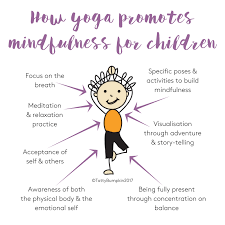 How yoga promotes
mindfulness for children
Focus on the
breath
Specific poses &
activities to build
mindfulness
Meditation
& relaxation
practice
Visualisation
through adventure
& story-telling
Acceptance of
self & others
©TattyBumpkin2017
Awareness of both
the physical body & the
emotional self
Being fully present
through concentration on
balance